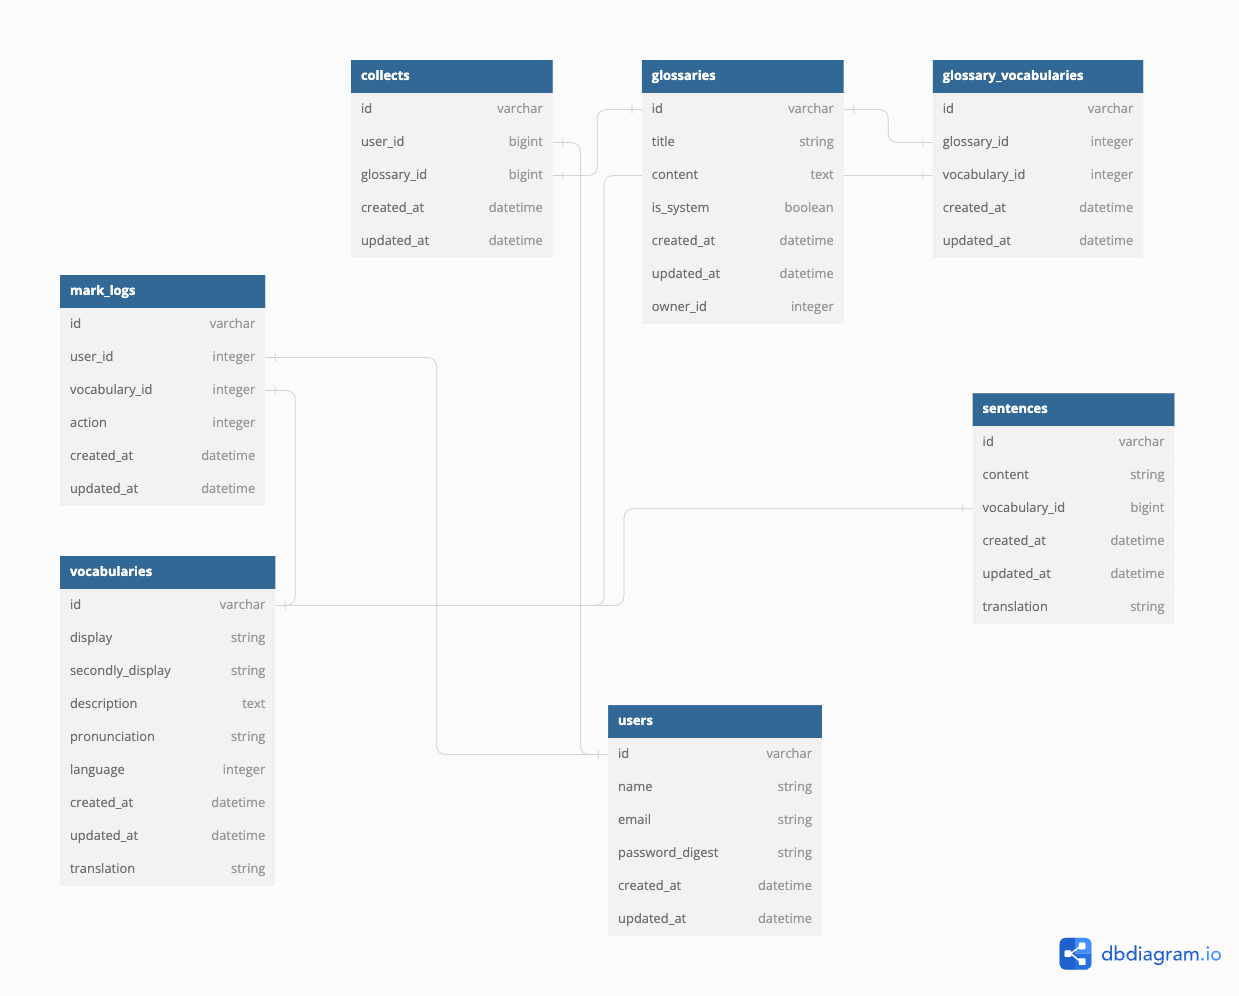 collects
id varchar
user_id bigint
glossary_id bigint
created_at datetime
updated_at datetime
glossaries
id varchar
title string
content text
is_system boolean
created_at datetime
updated_at datetime
owner_id integer
glossary_vocabularies
id varchar
glossary_id integer
vocabulary_id integer
created_at datetime
updated_at datetime
mark_logs
id varchar
user_id integer
vocabulary_id integer
action integer
created_at datetime
updated_at datetime
sentences
id varchar
content string
vocabulary_id bigint
created_at datetime
updated_at datetime
translation string
vocabularies
id varchar
display string
secondly_display string
description text
pronunciation string
language integer
created_at datetime
updated_at datetime
translation string
users
id varchar
name string
email string
password_digest string
created_at datetime
updated_at datetime
dbdiagram.io